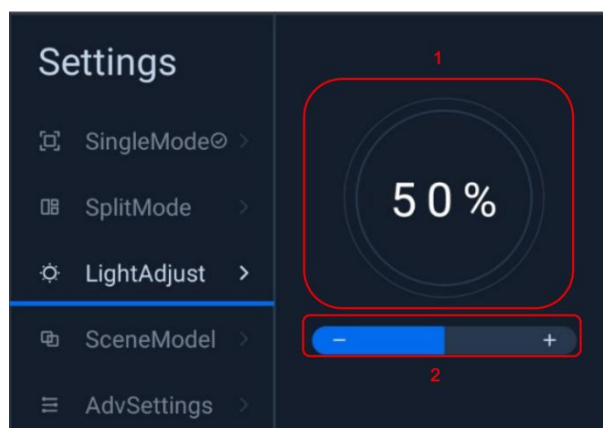 Settings
SingleMode
SplitMode
LightAdjust
SceneModel
AdvSettings
1
50%
- +
2